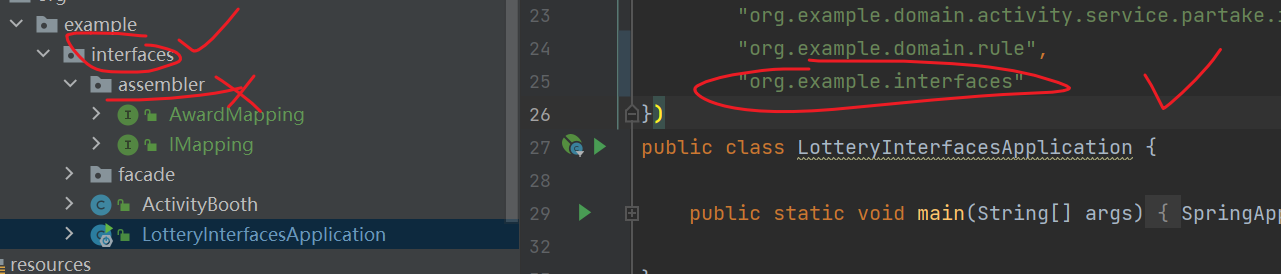 org
example
interfaces
assembler
AwardMapping
IMapping
facade
ActivityBooth
LotteryInterfacesApplication
resources
23 "org.example.domain.activity.service.partake.
24 "org.example.domain.rule",
25 "org.example.interfaces"
26 })
27 public class LotteryInterfacesApplication {
28
29 public static void main(String[] args) { SpringApp
32